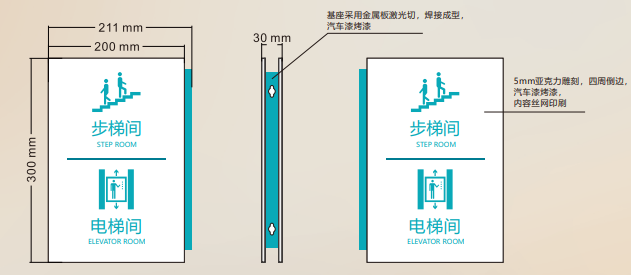 211 mm
200 mm
300 mm
步梯间
STEP ROOM
电梯间
ELEVATOR ROOM
30 mm
基座采用金属板激光切，焊接成型，
汽车漆烤漆
步梯间
STEP ROOM
电梯间
ELEVATOR ROOM
5mm亚克力雕刻，四周倒边，
汽车漆烤漆，
内容丝网印刷